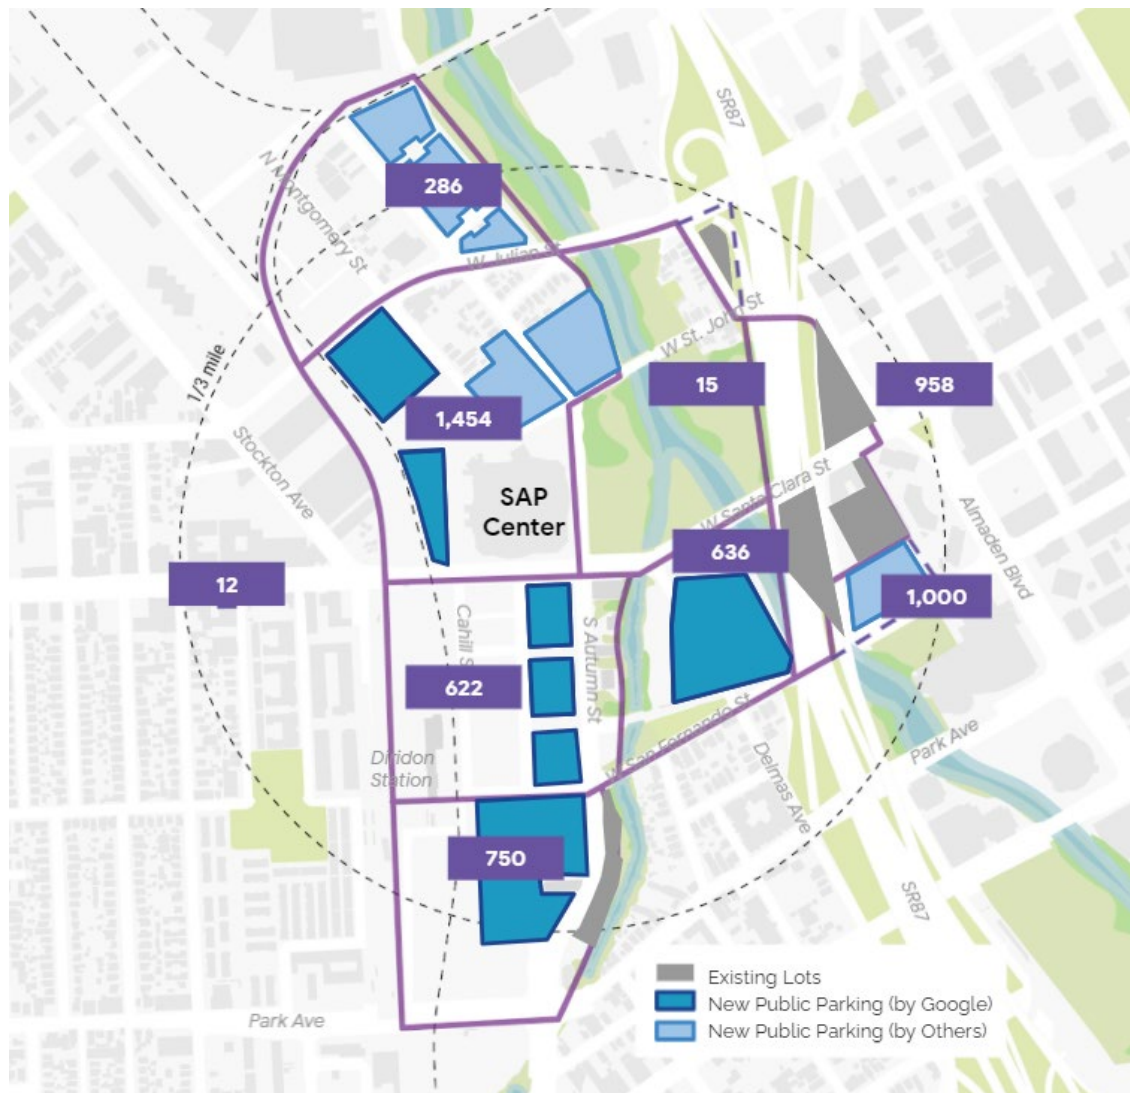 SR87
N Montgomery St
286
W Julian St
W St. John St
1/3 mile
15
958
1,454
Stockton Ave
W Santa Clara St
SAP
Center
Almaden Blvd
636
12
1,000
Cahill S
S Autumn St
622
W San Fernando St
Park Ave
Diridon
Station
Delmas Ave
750
SR87
Existing Lots
New Public Parking (by Google)
New Public Parking (by Others)
Park Ave